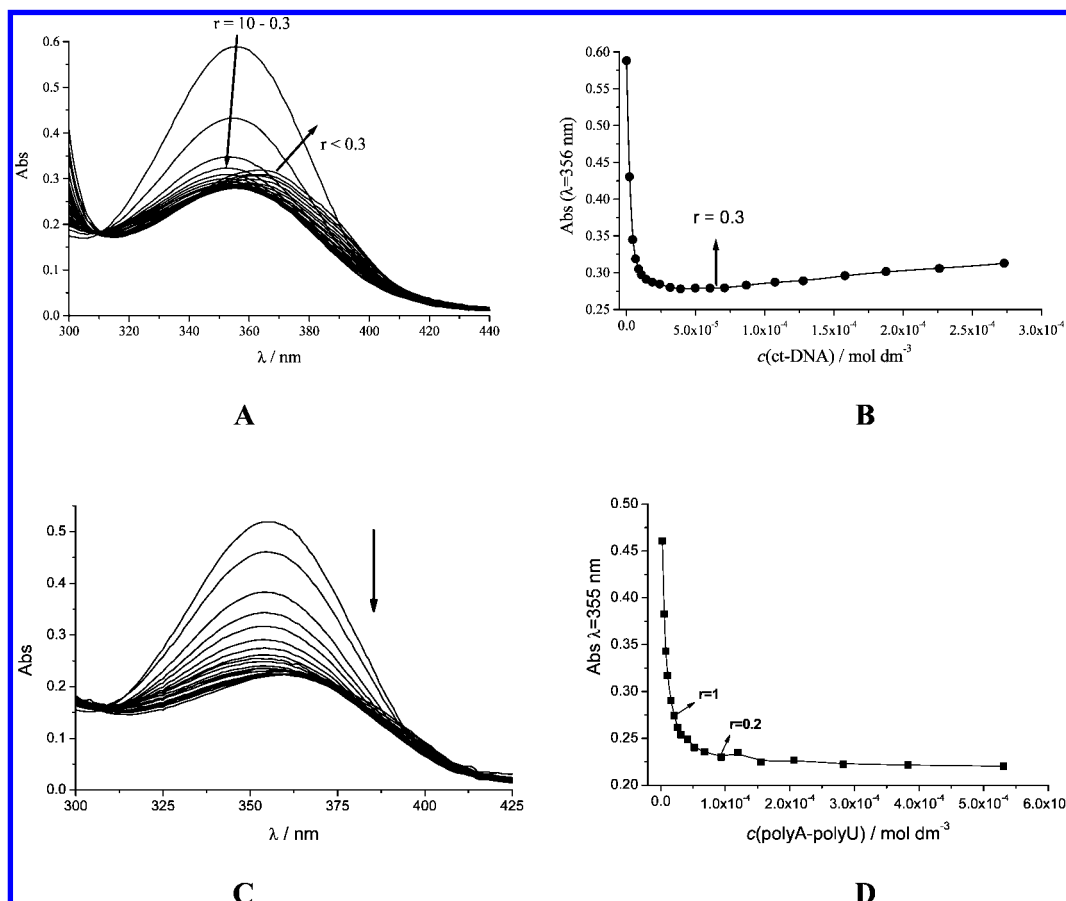 r = 10 - 0.3
r < 0.3
Abs
0.6
0.5
0.4
0.3
0.2
0.1
0.0
300 320 340 360 380 400 420 440
λ / nm
A
Abs (λ=356 nm)
0.60
0.55
0.50
0.45
0.40
0.35
0.30
0.25
r = 0.3
0.0 5.0x10⁻⁵ 1.0x10⁻⁴ 1.5x10⁻⁴ 2.0x10⁻⁴ 2.5x10⁻⁴ 3.0x10⁻⁴
c(ct-DNA) / mol dm⁻³
B
Abs
0.5
0.4
0.3
0.2
0.1
0.0
300 325 350 375 400 425
λ / nm
C
Abs λ=355 nm
0.50
0.45
0.40
0.35
0.30
0.25
0.20
r=1
r=0.2
0.0 1.0x10⁻⁴ 2.0x10⁻⁴ 3.0x10⁻⁴ 4.0x10⁻⁴ 5.0x10⁻⁴ 6.0x10
c(polyA-polyU) / mol dm⁻³
D